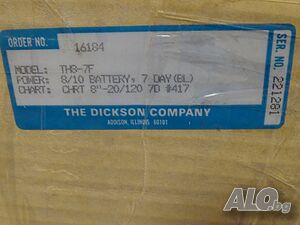 ORDER NO. 16184
MODEL: TH8-7F
POWER: 8/10 BATTERY, 7 DAY(BL)
CHART: CHRT 8"-20/120 7D #417
SER. NO. 221281
THE DICKSON COMPANY
ADDISON, ILLINOIS 60101
ALO.bg